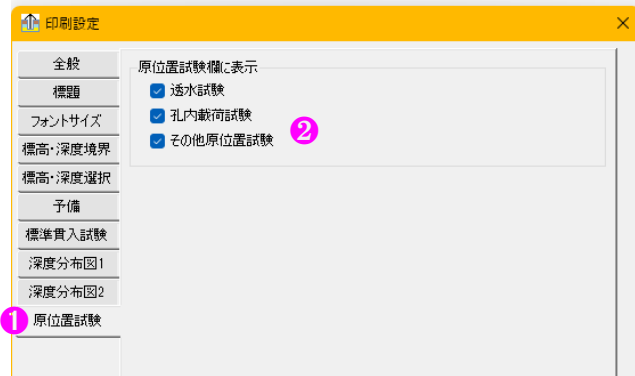 印刷設定
全般
標題
フォントサイズ
標高・深度境界
標高・深度選択
予備
標準貫入試験
深度分布図1
深度分布図2
1
原位置試験
原位置試験欄に表示
透水試験
孔内載荷試験
その他原位置試験
2